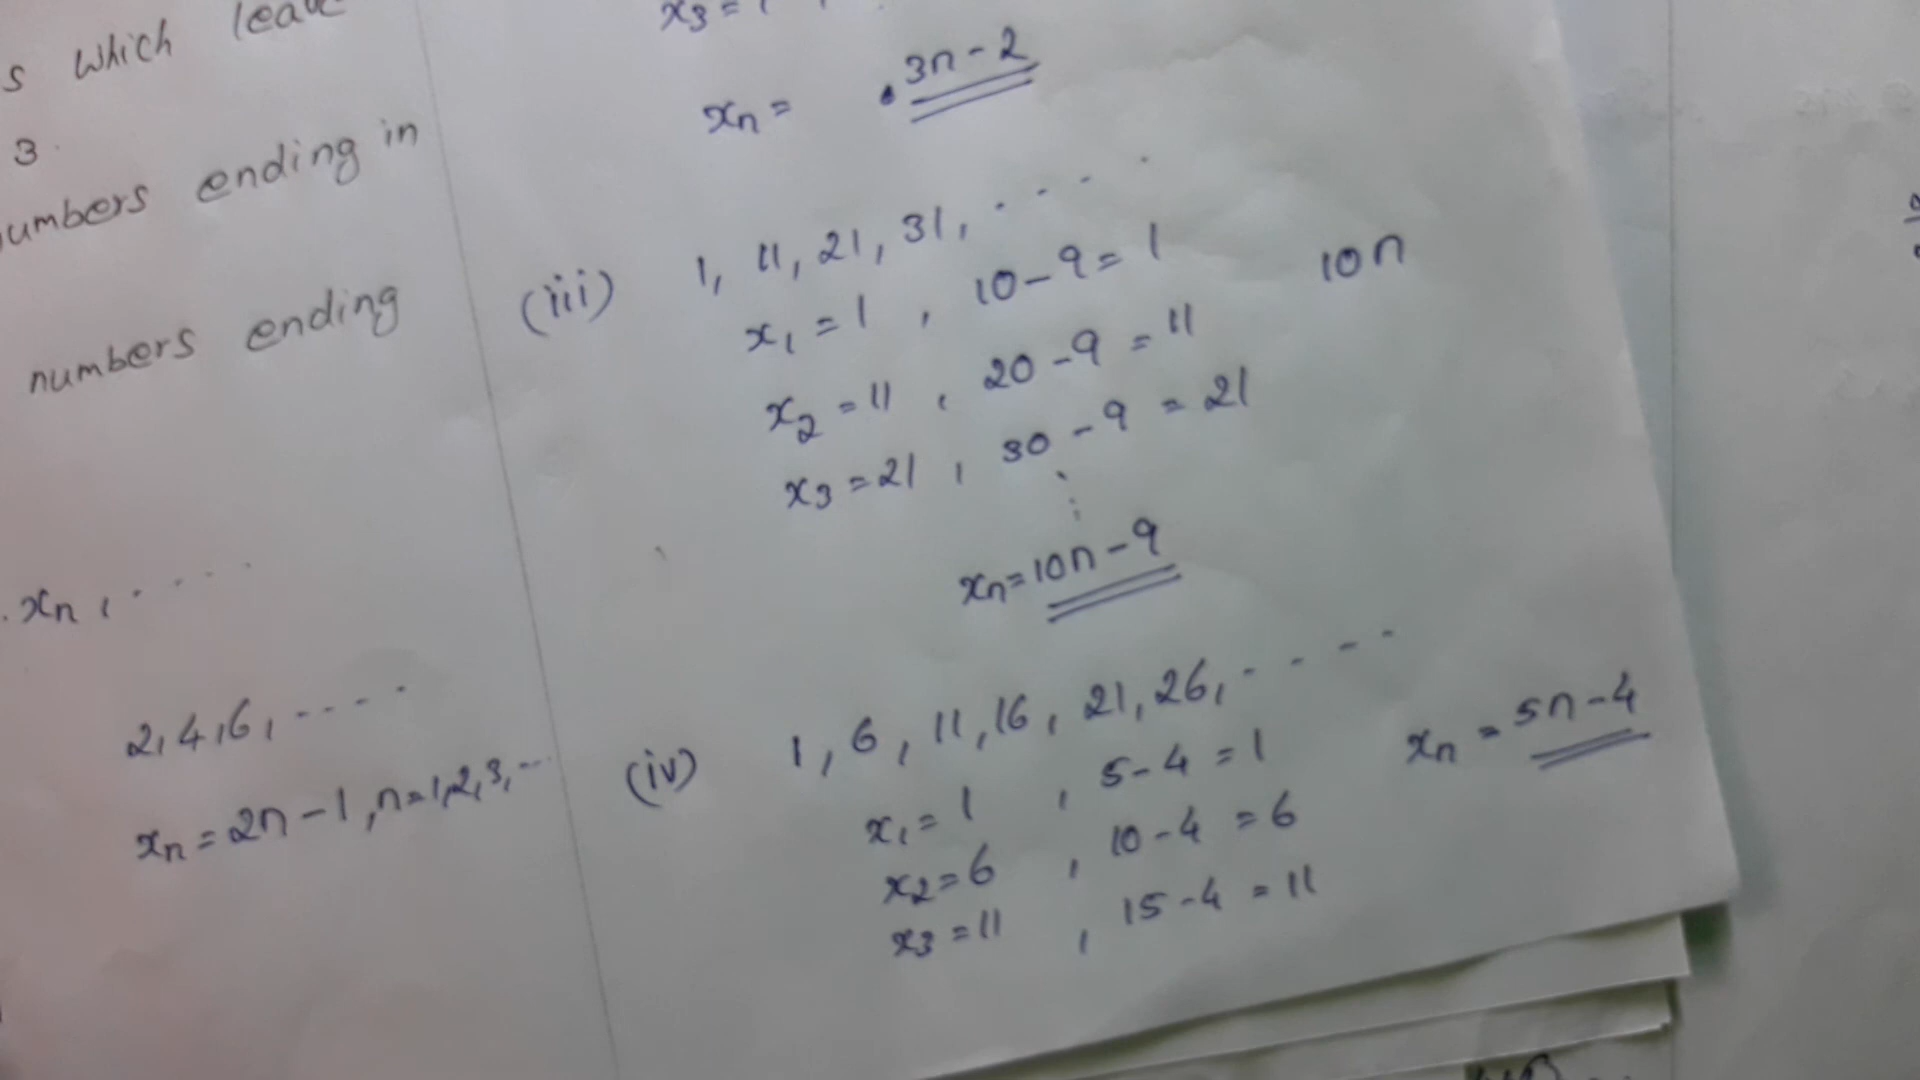 s which leave
3.
numbers ending in
numbers ending
. xn, . . . .
2,4,6, - - - -
xn = 2n-1, n=1,2,3,--
x3 =
xn = 3n-2
(iii) 1, 11, 21, 31, . . . .
x1 = 1, 10-9 = 1 10n
x2 = 11, 20-9 = 11
x3 = 21, 30-9 = 21
xn = 10n-9
(iv) 1, 6, 11, 16, 21, 26, - - - -
x1 = 1, 5-4 = 1 xn = 5n-4
x2 = 6, 10-4 = 6
x3 = 11, 15-4 = 11